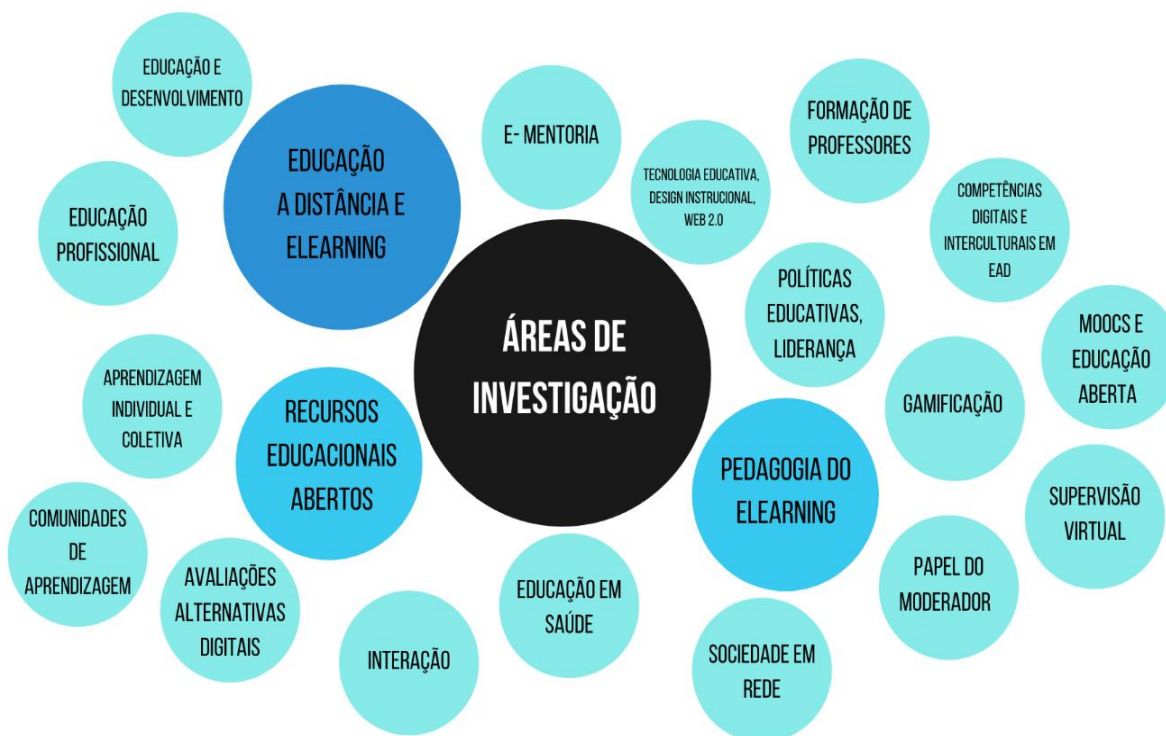 EDUCAÇÃO E
DESENVOLVIMENTO
EDUCAÇÃO
A DISTÂNCIA E
ELEARNING
E- MENTORIA
FORMAÇÃO DE
PROFESSORES
TECNOLOGIA EDUCATIVA,
DESIGN INSTRUCIONAL,
WEB 2.0
COMPETÊNCIAS
DIGITAIS E
INTERCULTURAIS EM
EAD
EDUCAÇÃO
PROFISSIONAL
POLÍTICAS
EDUCATIVAS,
LIDERANÇA
MOOCS E
EDUCAÇÃO
ABERTA
ÁREAS DE
INVESTIGAÇÃO
APRENDIZAGEM
INDIVIDUAL E
COLETIVA
RECURSOS
EDUCACIONAIS
ABERTOS
GAMIFICAÇÃO
PEDAGOGIA DO
ELEARNING
SUPERVISÃO
VIRTUAL
COMUNIDADES
DE
APRENDIZAGEM
AVALIAÇÕES
ALTERNATIVAS
DIGITAIS
EDUCAÇÃO EM
SAÚDE
PAPEL DO
MODERADOR
INTERAÇÃO
SOCIEDADE EM
REDE